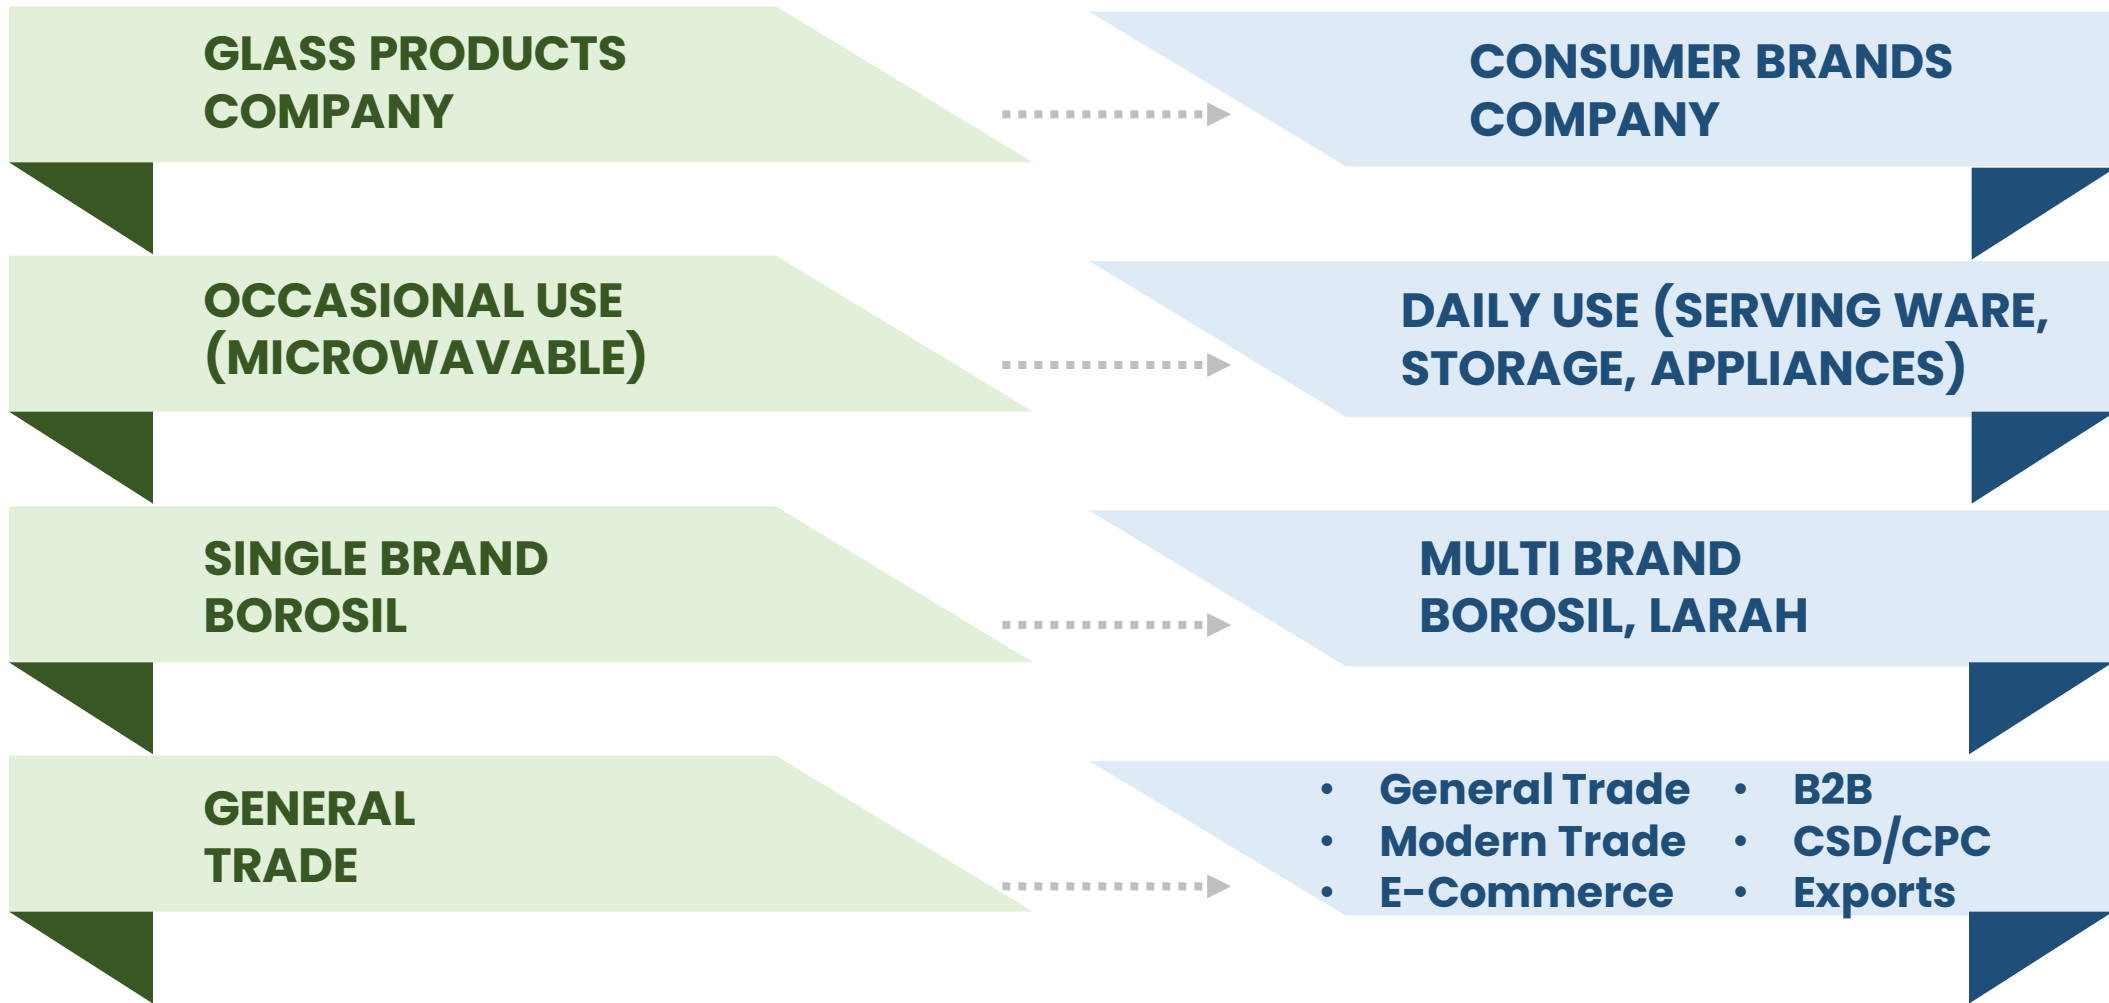 GLASS PRODUCTS
COMPANY
CONSUMER BRANDS
COMPANY
OCCASIONAL USE
(MICROWAVABLE)
DAILY USE (SERVING WARE,
STORAGE, APPLIANCES)
SINGLE BRAND
BOROSIL
MULTI BRAND
BOROSIL, LARAH
GENERAL
TRADE
• General Trade
• Modern Trade
• E-Commerce
• B2B
• CSD/CPC
• Exports